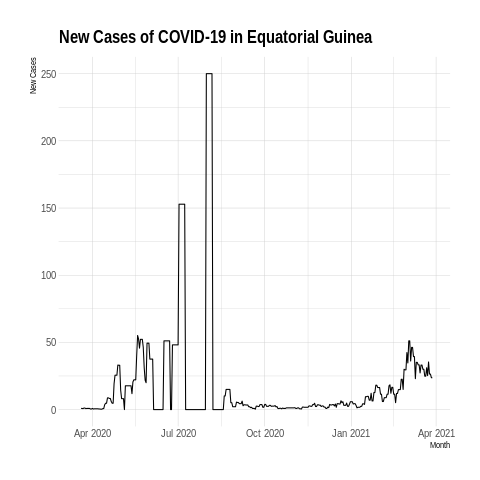 New Cases of COVID-19 in Equatorial Guinea
New Cases
250
200
150
100
50
0
Apr 2020 Jul 2020 Oct 2020 Jan 2021 Apr 2021
Month